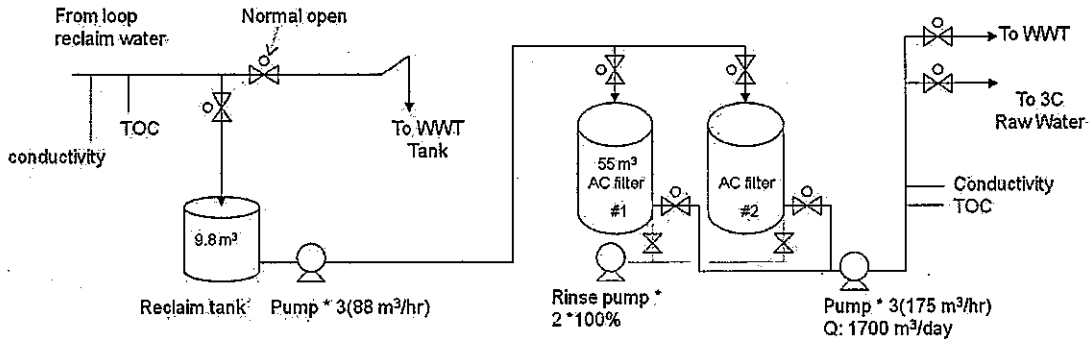 From loop
reclaim water
Normal open
TOC
conductivity
To WWT
Tank
9.8 m³
Reclaim tank
Pump * 3(88 m³/hr)
55 m³
AC filter
#1
AC filter
#2
Rinse pump *
2 *100%
To WWT
To 3C
Raw Water
Conductivity
TOC
Pump * 3(175 m³/hr)
Q: 1700 m³/day